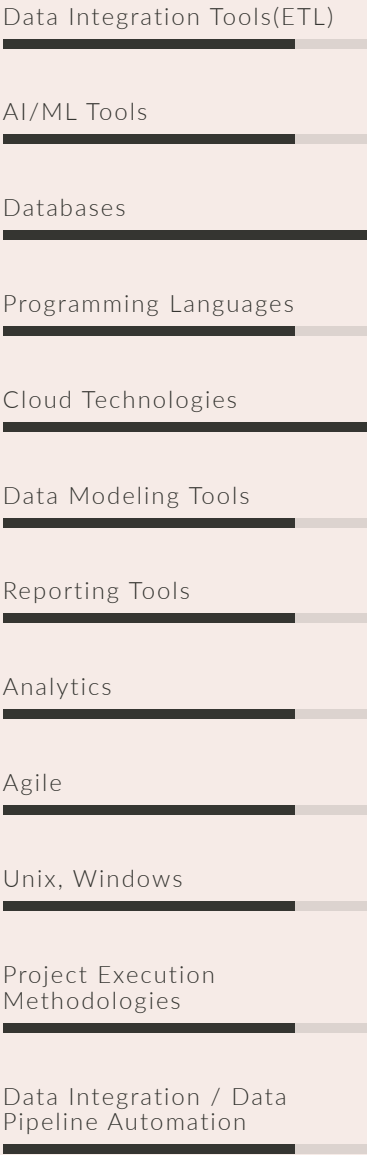 Data Integration Tools(ETL)
AI/ML Tools
Databases
Programming Languages
Cloud Technologies
Data Modeling Tools
Reporting Tools
Analytics
Agile
Unix, Windows
Project Execution
Methodologies
Data Integration / Data
Pipeline Automation